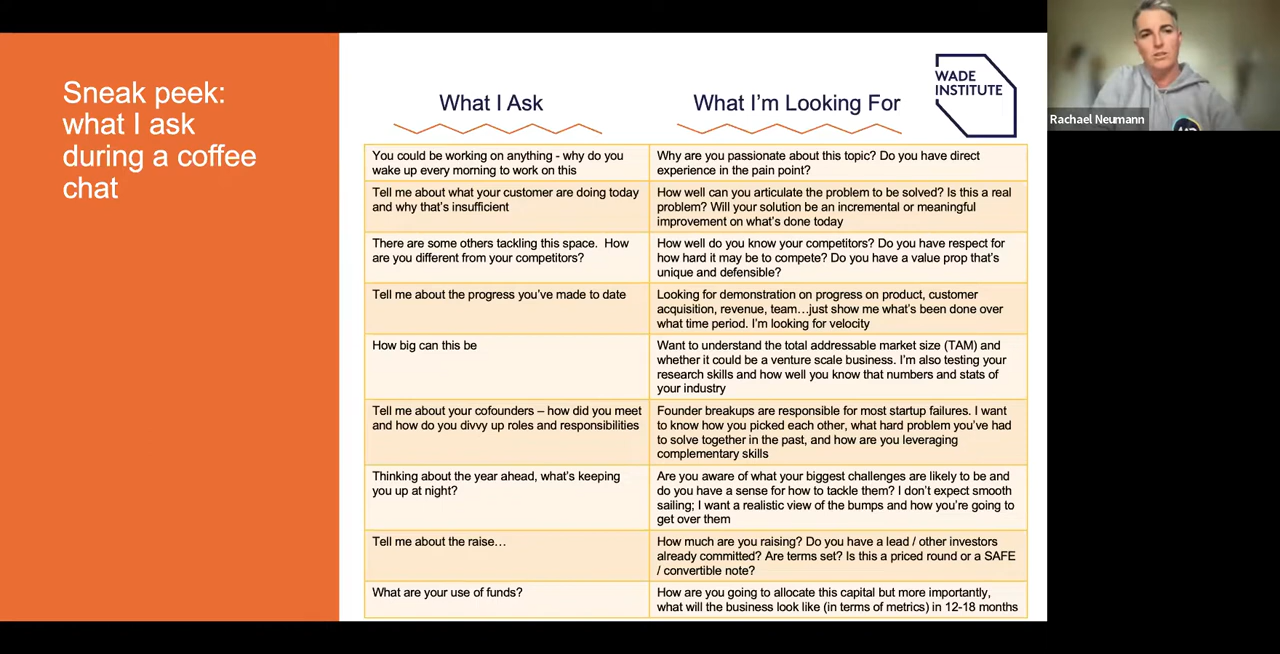 Sneak peek:
what I ask
during a coffee
chat
What I Ask
What I'm Looking For
WADE
INSTITUTE
Rachael Neumann
You could be working on anything - why do you
wake up every morning to work on this
Why are you passionate about this topic? Do you have direct
experience in the pain point?
Tell me about what your customer are doing today
and why that's insufficient
How well can you articulate the problem to be solved? Is this a real
problem? Will your solution be an incremental or meaningful
improvement on what's done today
There are some others tackling this space.  How
are you different from your competitors?
How well do you know your competitors? Do you have respect for
how hard it may be to compete? Do you have a value prop that's
unique and defensible?
Tell me about the progress you've made to date
Looking for demonstration on progress on product, customer
acquisition, revenue, team…just show me what's been done over
what time period. I'm looking for velocity
How big can this be
Want to understand the total addressable market size (TAM) and
whether it could be a venture scale business. I'm also testing your
research skills and how well you know that numbers and stats of
your industry
Tell me about your cofounders – how did you meet
and how do you divvy up roles and responsibilities
Founder breakups are responsible for most startup failures. I want
to know how you picked each other, what hard problem you've had
to solve together in the past, and how are you leveraging
complementary skills
Thinking about the year ahead, what's keeping
you up at night?
Are you aware of what your biggest challenges are likely to be and
do you have a sense for how to tackle them? I don't expect smooth
sailing; I want a realistic view of the bumps and how you're going to
get over them
Tell me about the raise…
How much are you raising? Do you have a lead / other investors
already committed? Are terms set? Is this a priced round or a SAFE
/ convertible note?
What are your use of funds?
How are you going to allocate this capital but more importantly,
what will the business look like (in terms of metrics) in 12-18 months